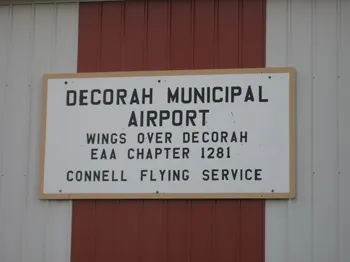 DECORAH MUNICIPAL
AIRPORT
WINGS OVER DECORAH
EAA CHAPTER 1281
CONNELL FLYING SERVICE